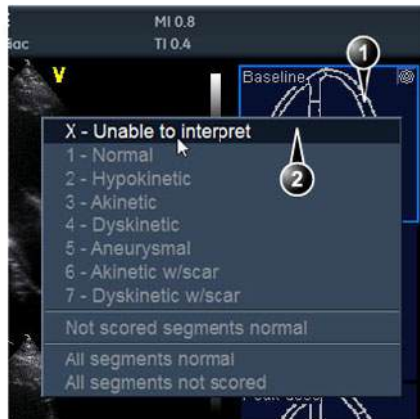 MI 0.8
TI 0.4
V
Baseline
1
X - Unable to interpret
1 - Normal
2 - Hypokinetic
2
3 - Akinetic
4 - Dyskinetic
5 - Aneurysmal
6 - Akinetic w/scar
7 - Dyskinetic w/scar
Not scored segments normal
All segments normal
All segments not scored